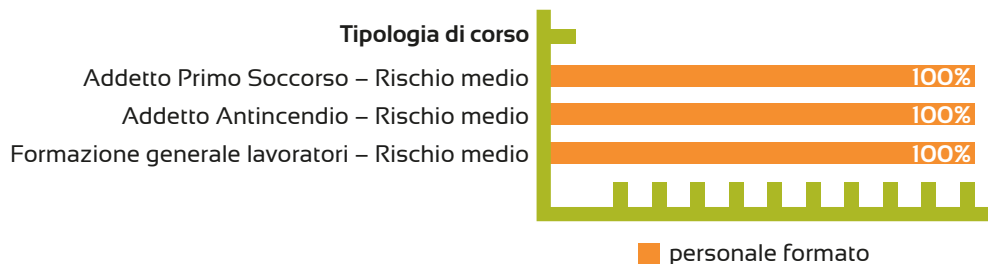 Tipologia di corso
Addetto Primo Soccorso – Rischio medio 100%
Addetto Antincendio – Rischio medio 100%
Formazione generale lavoratori – Rischio medio 100%
personale formato